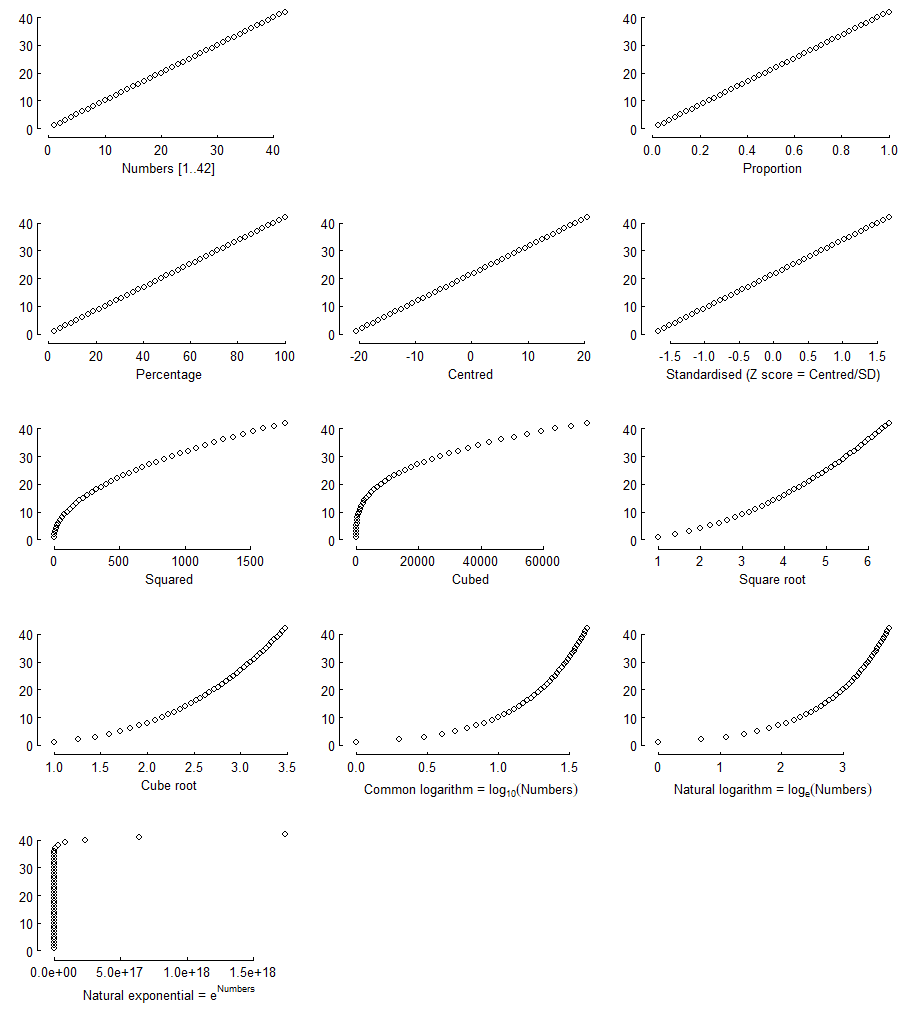 40
30
20
10
0
0 10 20 30 40
Numbers [1..42]
40
30
20
10
0
0.0 0.2 0.4 0.6 0.8 1.0
Proportion
40
30
20
10
0
0 20 40 60 80 100
Percentage
40
30
20
10
0
-20 -10 0 10 20
Centred
40
30
20
10
0
-1.5 -1.0 -0.5 0.0 0.5 1.0 1.5
Standardised (Z score = Centred/SD)
40
30
20
10
0
0 500 1000 1500
Squared
40
30
20
10
0
0 20000 40000 60000
Cubed
40
30
20
10
0
1 2 3 4 5 6
Square root
40
30
20
10
0
1.0 1.5 2.0 2.5 3.0 3.5
Cube root
40
30
20
10
0
0.0 0.5 1.0 1.5
Common logarithm = log₁₀(Numbers)
40
30
20
10
0
0 1 2 3
Natural logarithm = logₑ(Numbers)
40
30
20
10
0
0.0e+00 5.0e+17 1.0e+18 1.5e+18
Natural exponential = e^Numbers